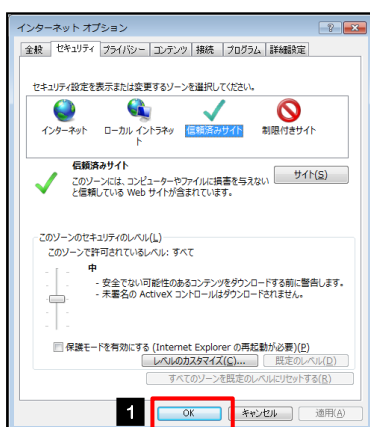 インターネット オプション
全般 セキュリティ プライバシー コンテンツ 接続 プログラム 詳細設定
セキュリティ設定を表示または変更するゾーンを選択してください。
インターネット ローカル イントラネット 信頼済みサイト 制限付きサイト
信頼済みサイト
このゾーンには、コンピューターやファイルに損害を与えない
と信頼している Web サイトが含まれています。
サイト(S)
このゾーンのセキュリティのレベル(L)
このゾーンで許可されているレベル: すべて
中
- 安全でない可能性のあるコンテンツをダウンロードする前に警告します。
- 未署名の ActiveX コントロールはダウンロードされません。
保護モードを有効にする (Internet Explorer の再起動が必要)(P)
レベルのカスタマイズ(C)... 既定のレベル(D)
すべてのゾーンを既定のレベルにリセットする(R)
1 OK キャンセル 適用(A)